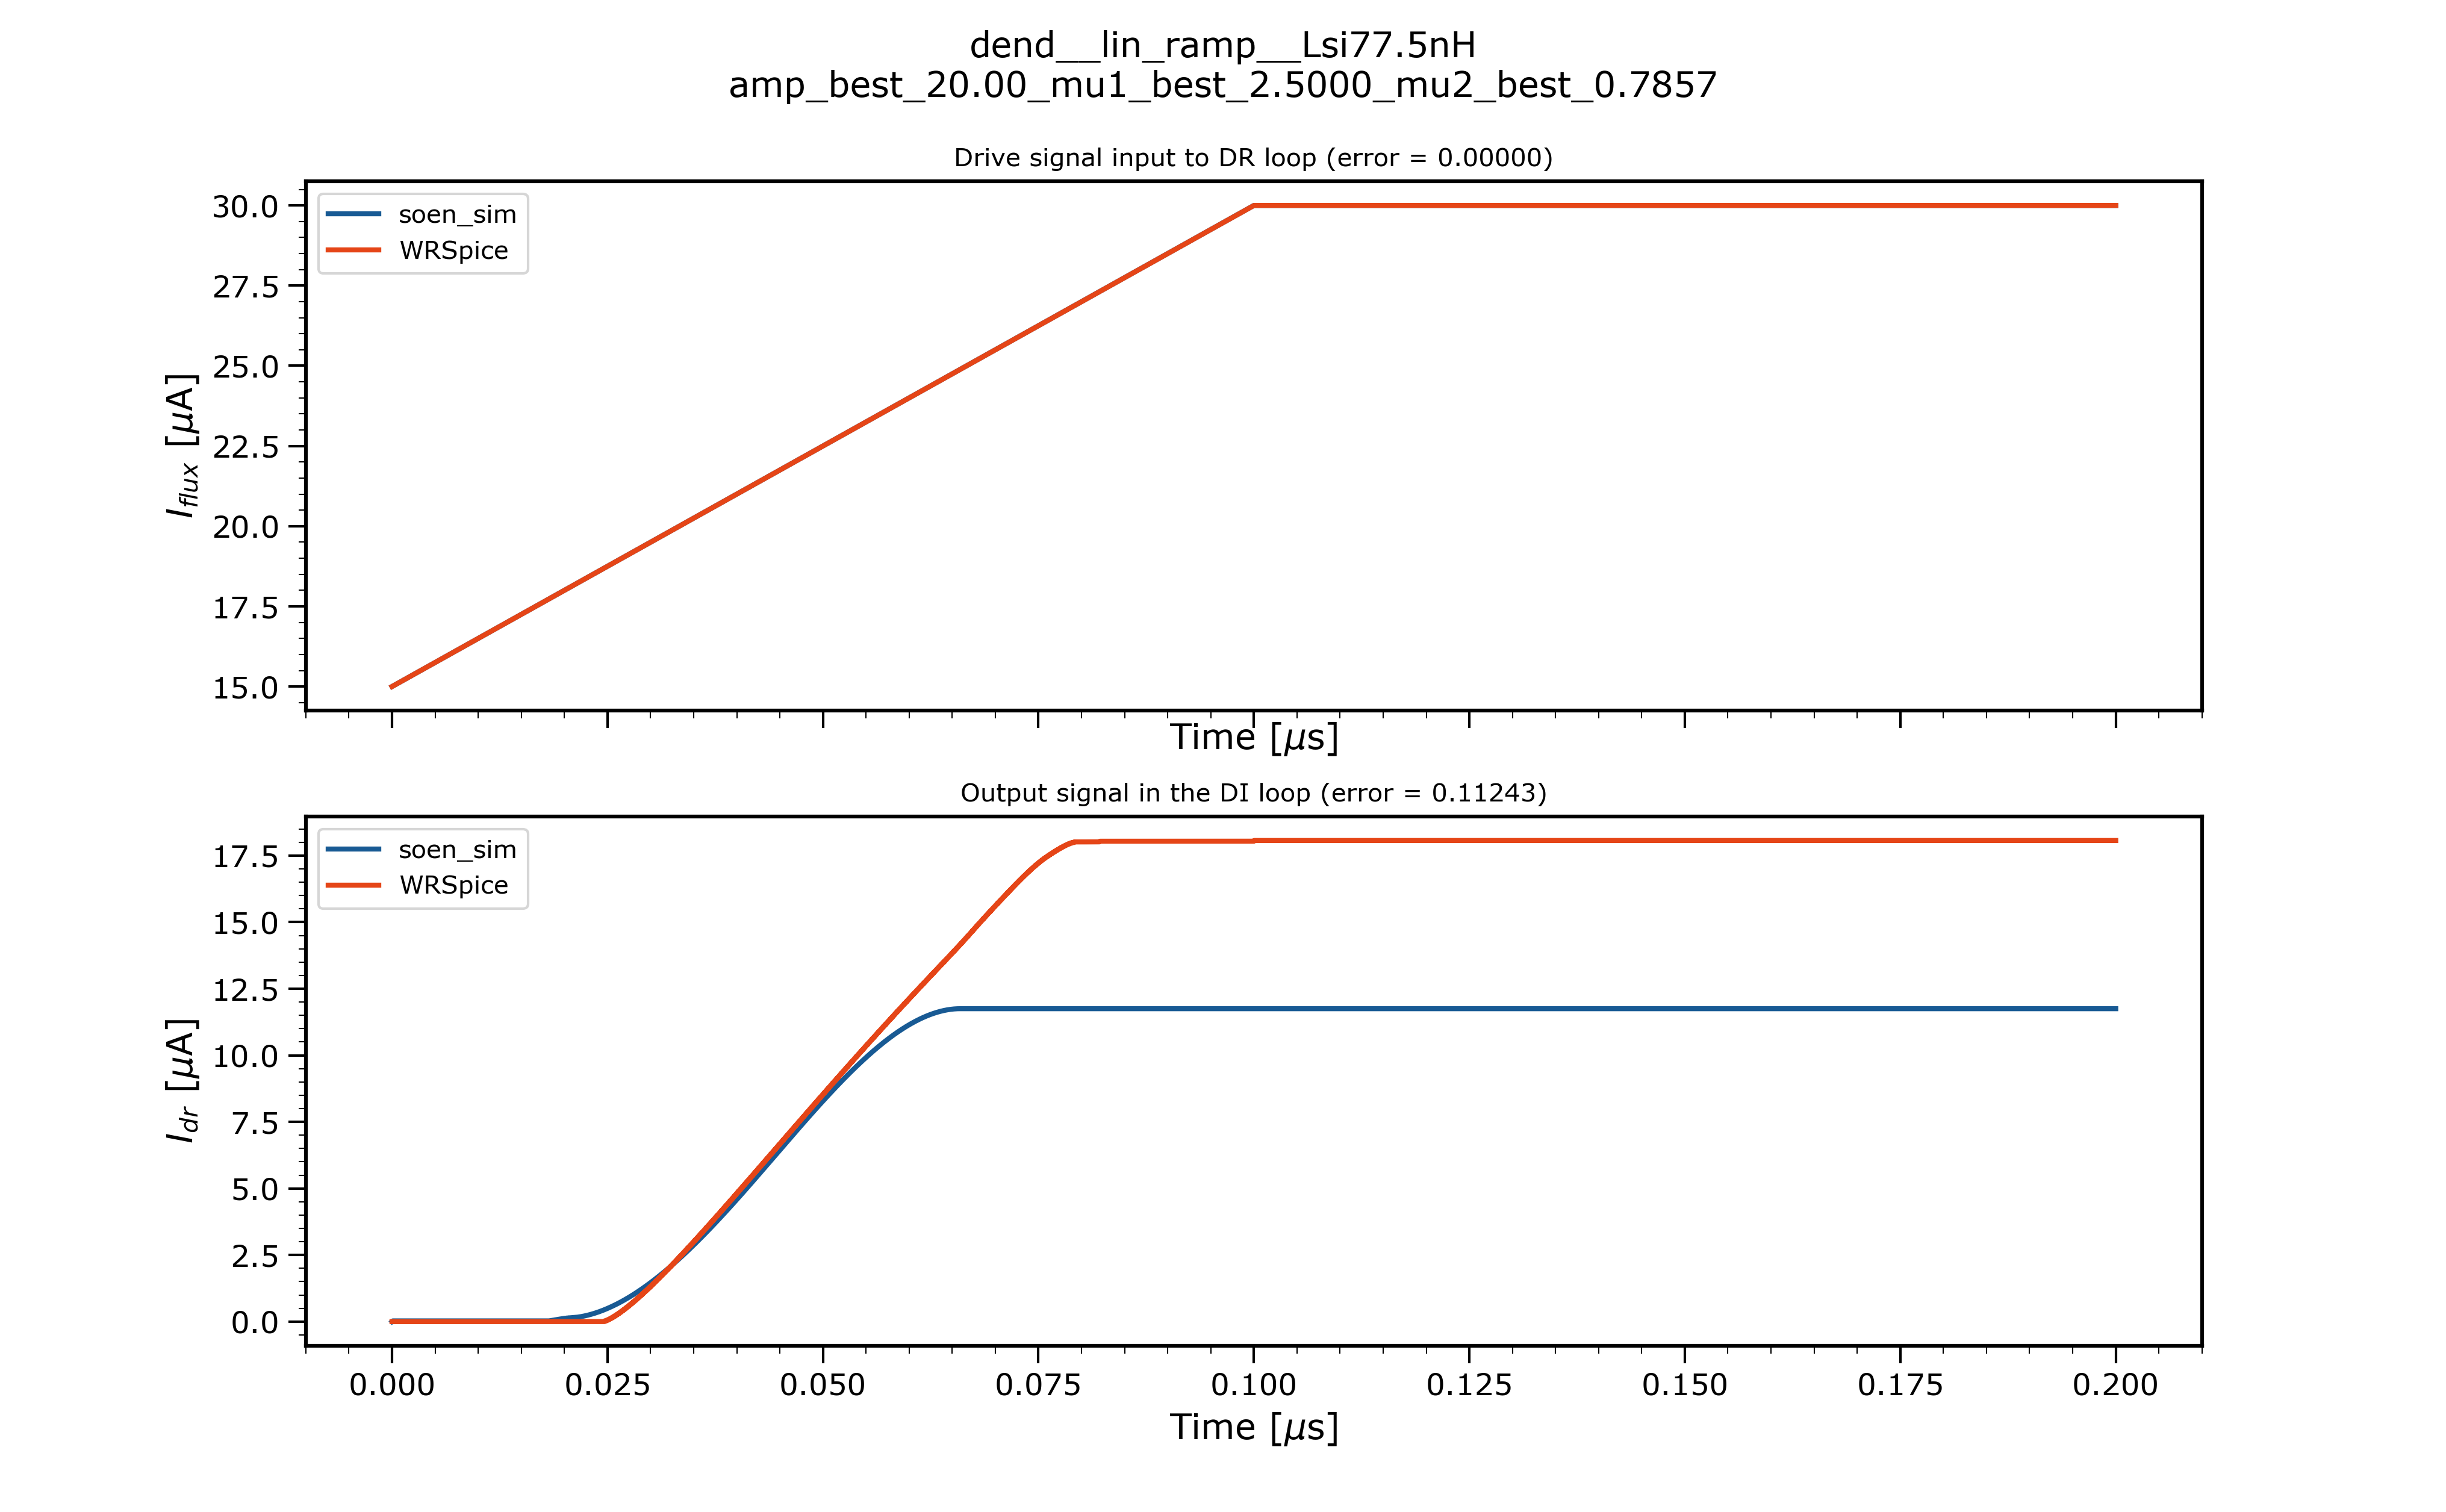 dend__lin_ramp__Lsi77.5nH
amp_best_20.00_mu1_best_2.5000_mu2_best_0.7857
Drive signal input to DR loop (error = 0.00000)
soen_sim
WRSpice
30.0
27.5
25.0
22.5
20.0
17.5
15.0
I_flux [μA]
Time [μs]
Output signal in the DI loop (error = 0.11243)
soen_sim
WRSpice
17.5
15.0
12.5
10.0
7.5
5.0
2.5
0.0
I_dr [μA]
0.000 0.025 0.050 0.075 0.100 0.125 0.150 0.175 0.200
Time [μs]